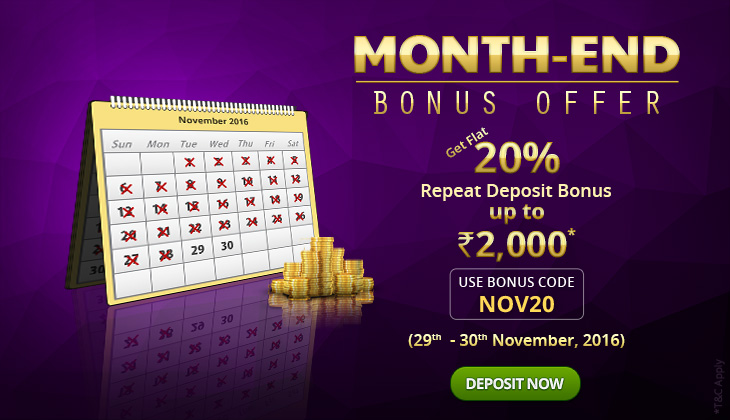 November 2016
Sun Mon Tue Wed Thu Fri Sat
1 2 3 4 5
6 7 8 9 10 11 12
13 14 15 16 17 18 19
20 21 22 23 24 25 26
27 28 29 30
30
MONTH-END
BONUS OFFER
Get Flat
20%
Repeat Deposit Bonus
up to
₹2,000*
USE BONUS CODE
NOV20
(29th - 30th November, 2016)
DEPOSIT NOW
*T&C Apply